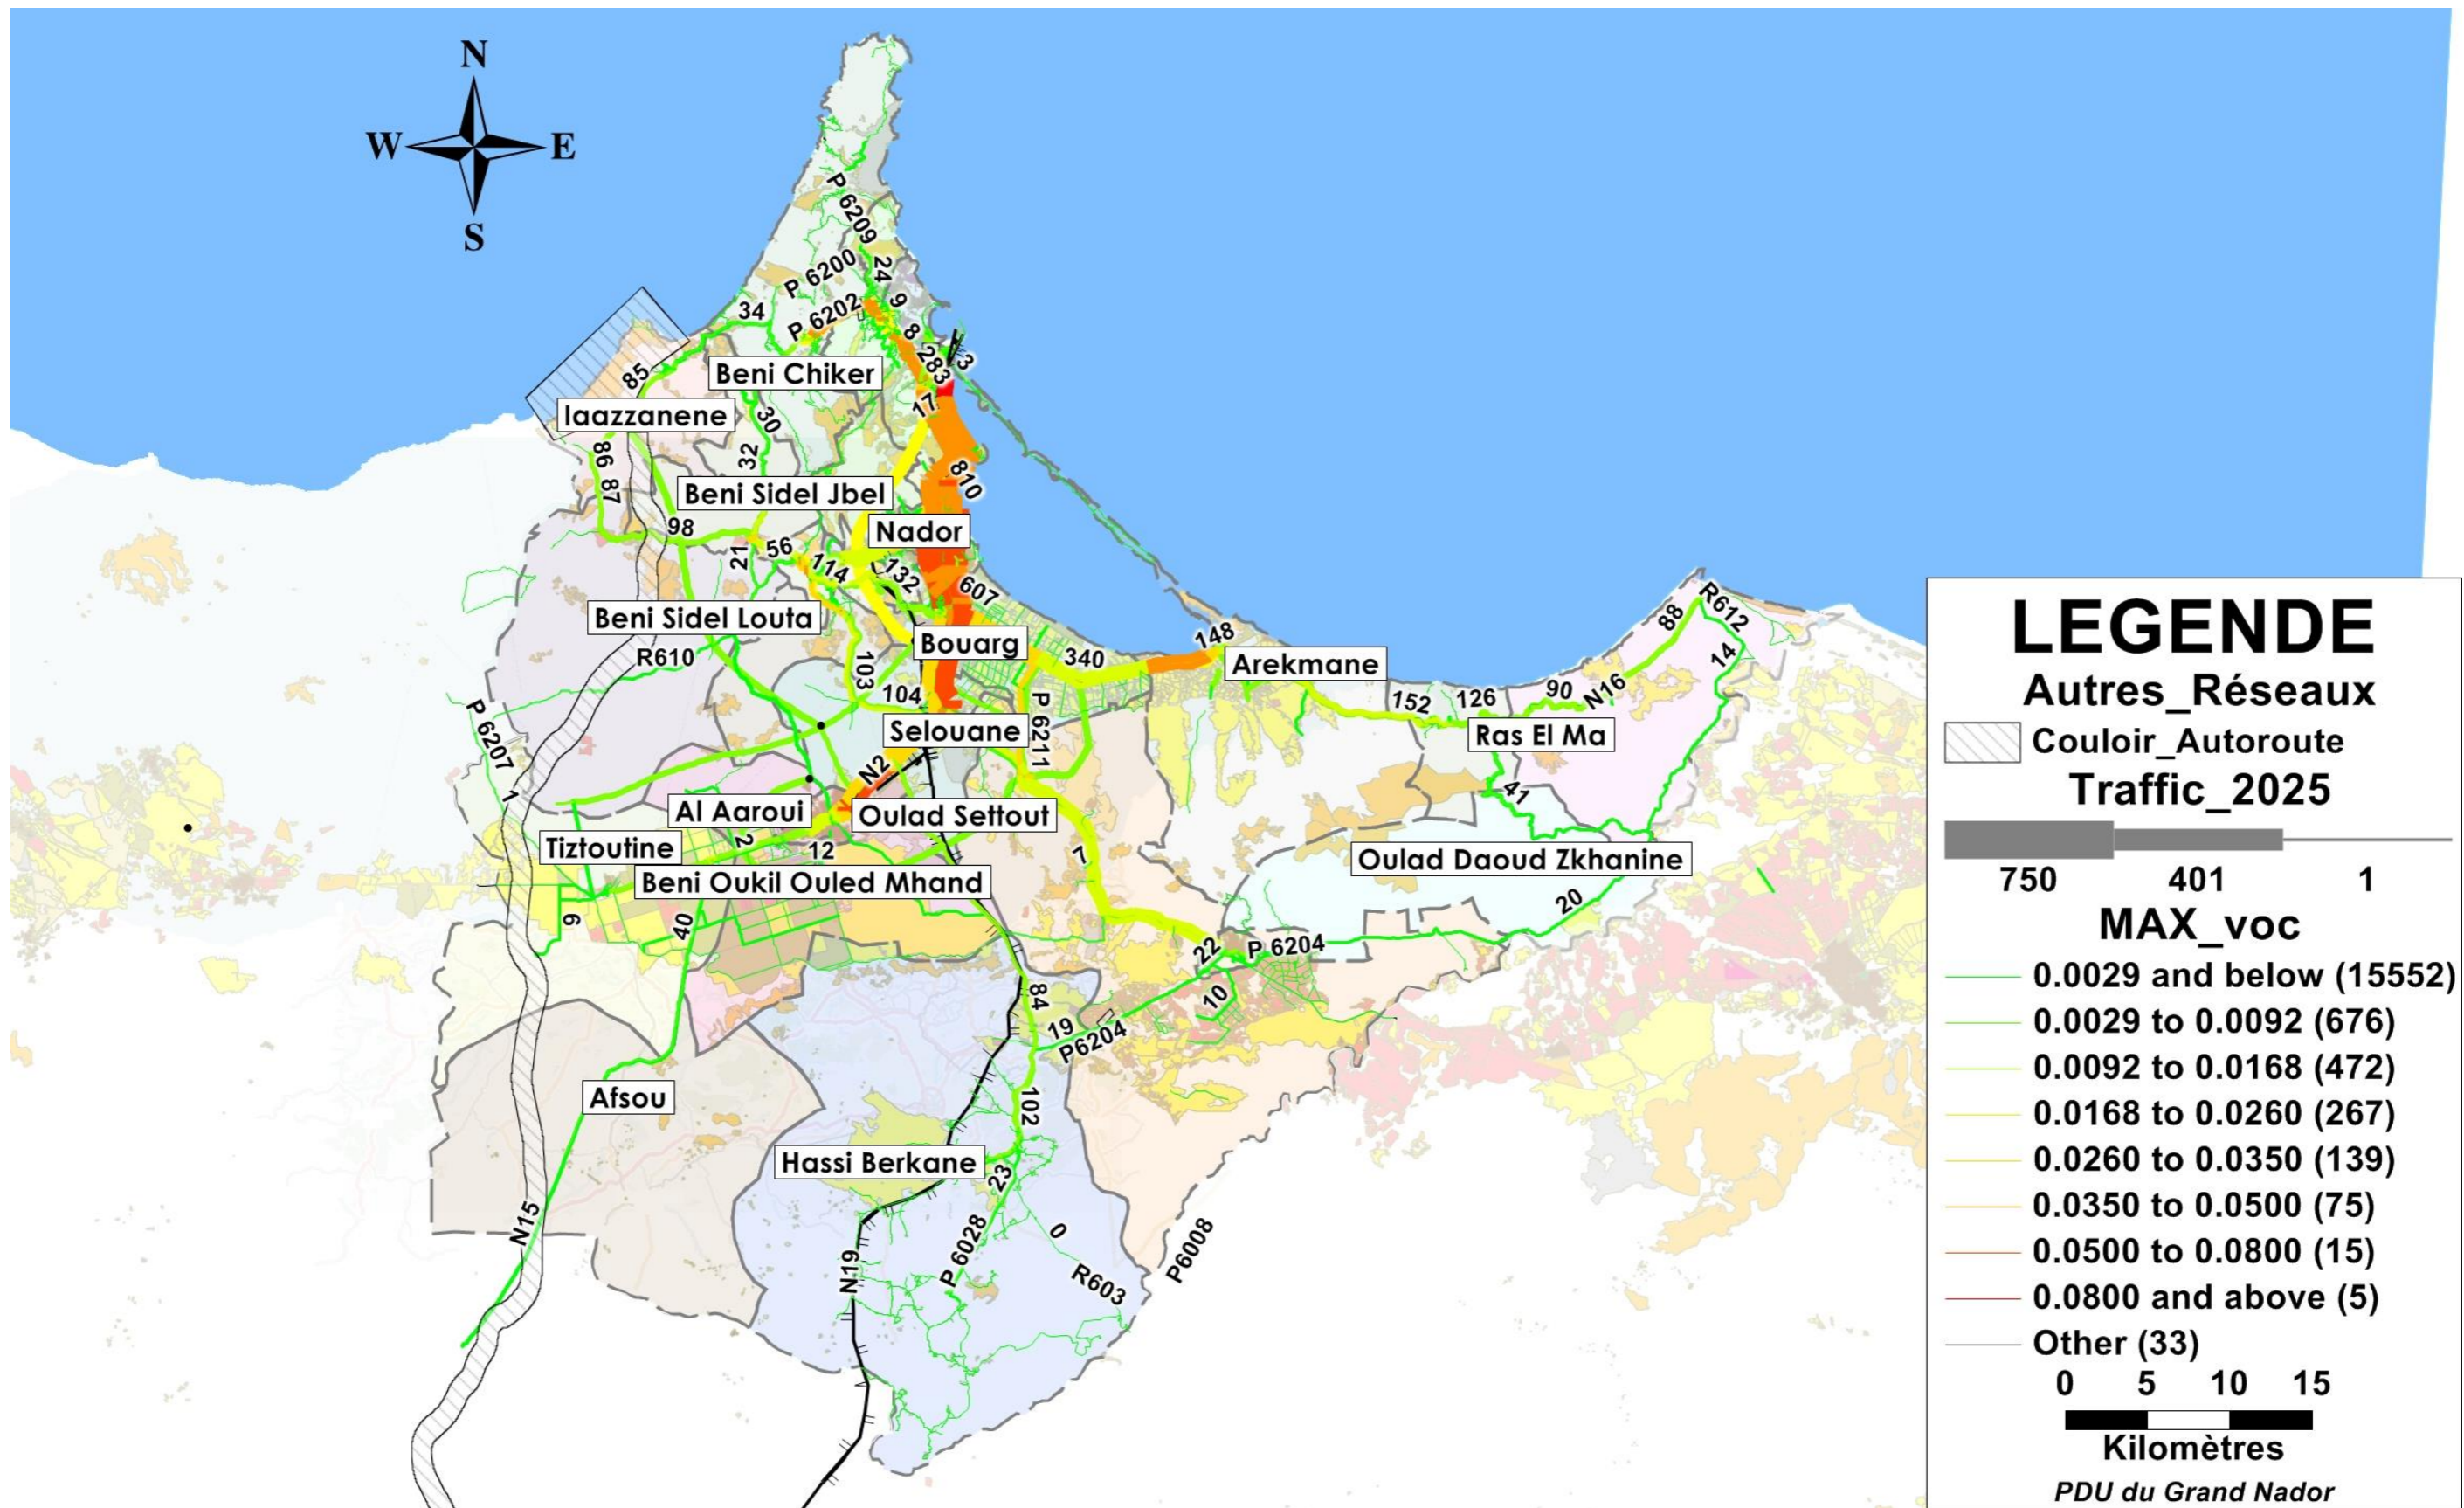 N
W E
S
P 6209
P 6200
24
9
34
P 6202
8
283
3
85
Beni Chiker
17
Iaazzanene
30
86
32
87
810
Beni Sidel Jbel
98
Nador
21
56
114
132
607
Beni Sidel Louta
R610
Bouarg
103
340
148
Arekmane
88
R612
14
104
P 6211
152
126
90
N16
P 6207
Selouane
Ras El Ma
N2
1
41
Al Aaroui
Oulad Settout
Tiztoutine
2
12
7
Oulad Daoud Zkhanine
Beni Oukil Ouled Mhand
6
40
20
22
P 6204
10
84
19
P6204
Afsou
102
Hassi Berkane
23
0
N15
N19
P 6028
R603
P6008
LEGENDE
Autres_Réseaux
Couloir_Autoroute
Traffic_2025
750 401 1
MAX_voc
0.0029 and below (15552)
0.0029 to 0.0092 (676)
0.0092 to 0.0168 (472)
0.0168 to 0.0260 (267)
0.0260 to 0.0350 (139)
0.0350 to 0.0500 (75)
0.0500 to 0.0800 (15)
0.0800 and above (5)
Other (33)
0 5 10 15
Kilomètres
PDU du Grand Nador